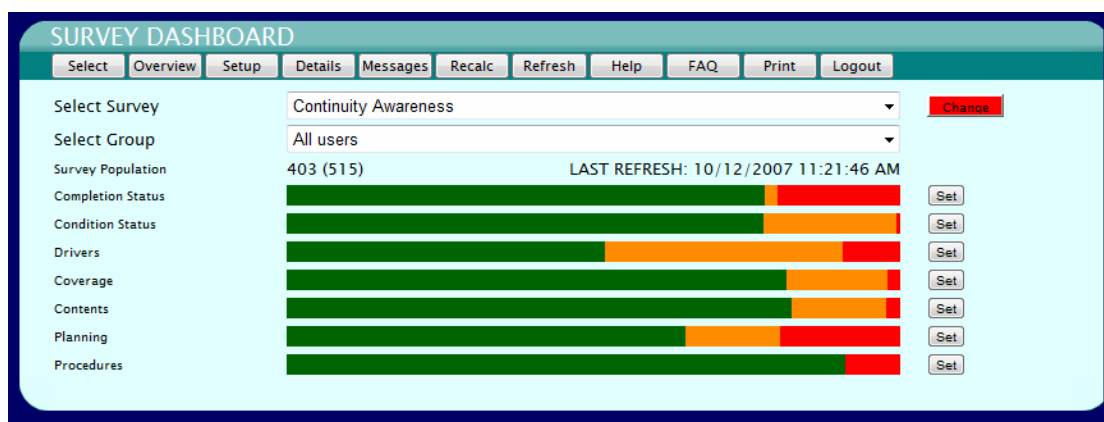 SURVEY DASHBOARD
Select Overview Setup Details Messages Recalc Refresh Help FAQ Print Logout
Select Survey Continuity Awareness Change
Select Group All users
Survey Population 403 (515) LAST REFRESH: 10/12/2007 11:21:46 AM
Completion Status Set
Condition Status Set
Drivers Set
Coverage Set
Contents Set
Planning Set
Procedures Set